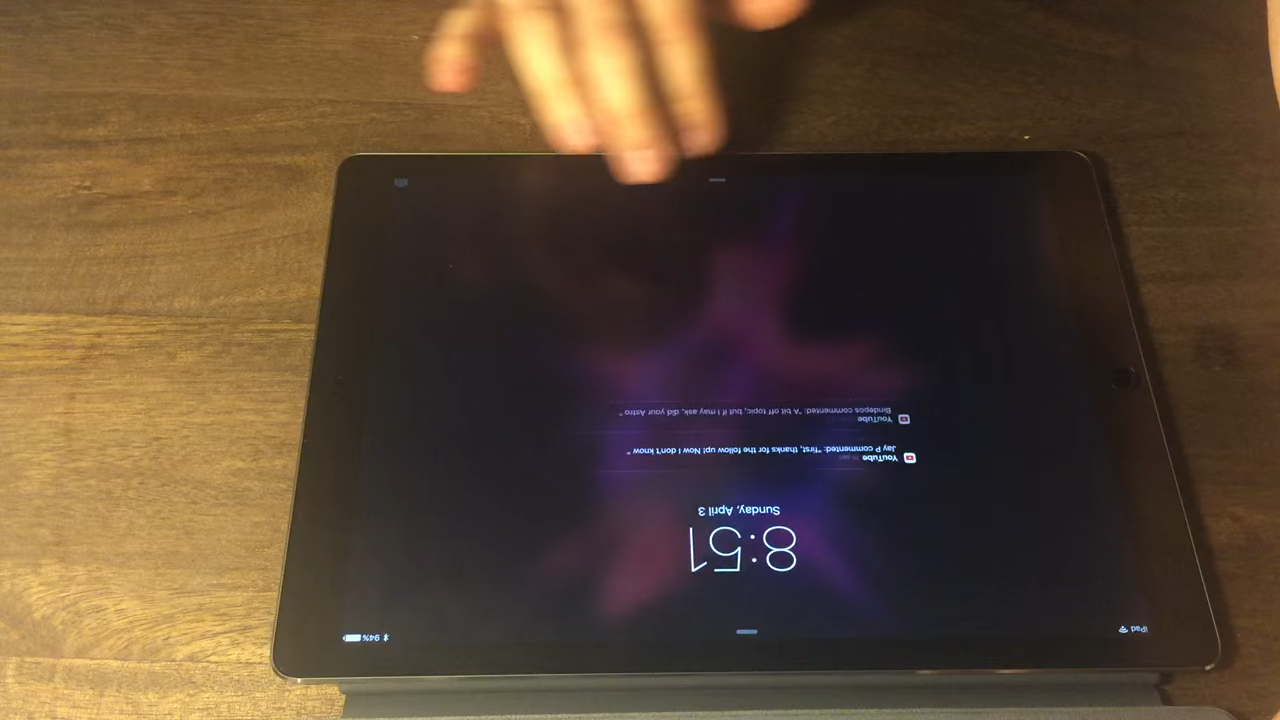 iPad
94%
8:51
Sunday, April 3
YouTube
Jay P commented: "first, thanks for the follow up! Now I don't know "
YouTube
Bindepos commented: "A bit off topic, but if I may ask, did your Astro "